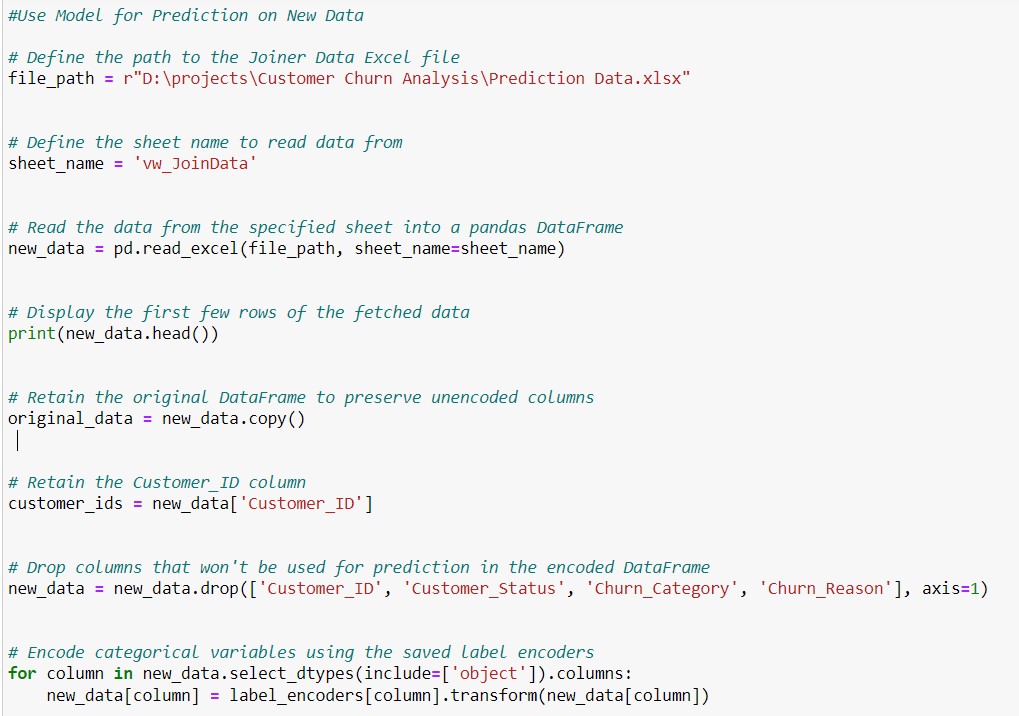 #Use Model for Prediction on New Data
# Define the path to the Joiner Data Excel file
file_path = r"D:\projects\Customer Churn Analysis\Prediction Data.xlsx"
# Define the sheet name to read data from
sheet_name = 'vw_JoinData'
# Read the data from the specified sheet into a pandas DataFrame
new_data = pd.read_excel(file_path, sheet_name=sheet_name)
# Display the first few rows of the fetched data
print(new_data.head())
# Retain the original DataFrame to preserve unencoded columns
original_data = new_data.copy()
# Retain the Customer_ID column
customer_ids = new_data['Customer_ID']
# Drop columns that won't be used for prediction in the encoded DataFrame
new_data = new_data.drop(['Customer_ID', 'Customer_Status', 'Churn_Category', 'Churn_Reason'], axis=1)
# Encode categorical variables using the saved label encoders
for column in new_data.select_dtypes(include=['object']).columns:
    new_data[column] = label_encoders[column].transform(new_data[column])